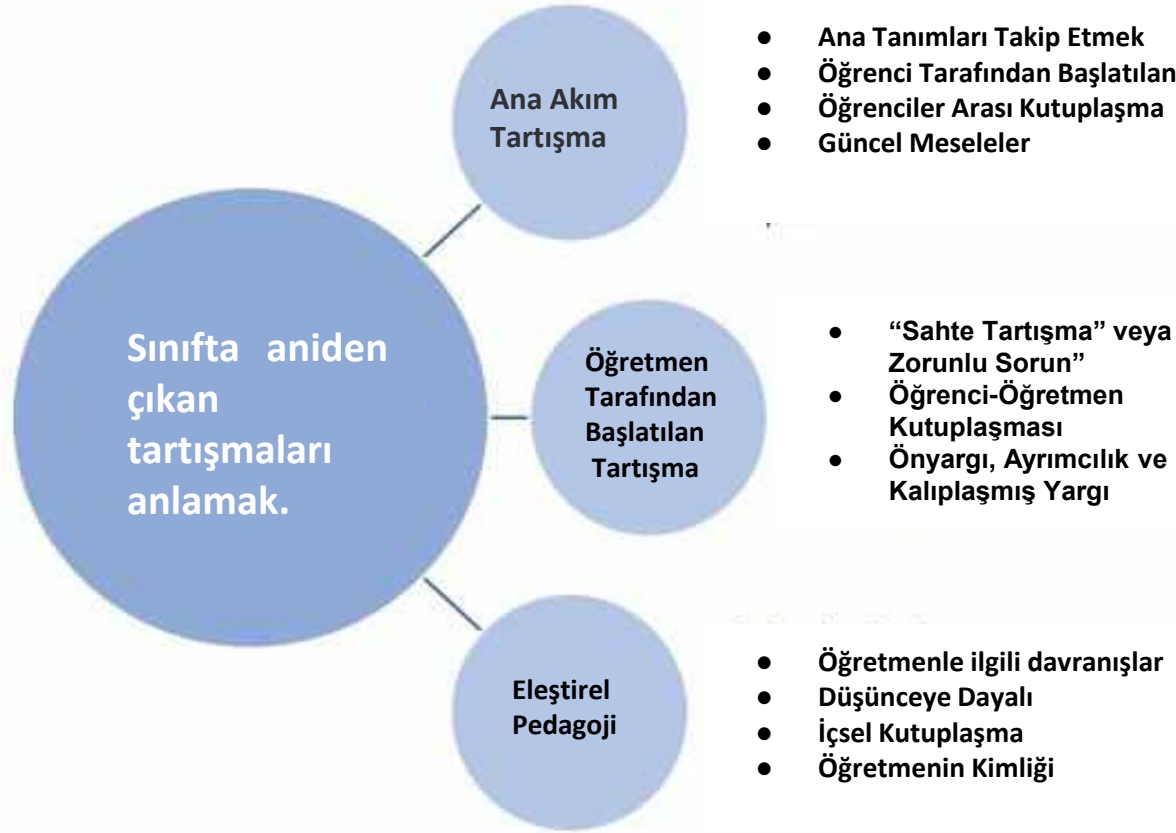 Sınıfta aniden
çıkan
tartışmaları
anlamak.
Ana Akım
Tartışma
● Ana Tanımları Takip Etmek
● Öğrenci Tarafından Başlatılan
● Öğrenciler Arası Kutuplaşma
● Güncel Meseleler
Öğretmen
Tarafından
Başlatılan
Tartışma
● “Sahte Tartışma” veya
Zorunlu Sorun”
● Öğrenci-Öğretmen
Kutuplaşması
● Önyargı, Ayrımcılık ve
Kalıplaşmış Yargı
Eleştirel
Pedagoji
● Öğretmenle ilgili davranışlar
● Düşünceye Dayalı
● İçsel Kutuplaşma
● Öğretmenin Kimliği